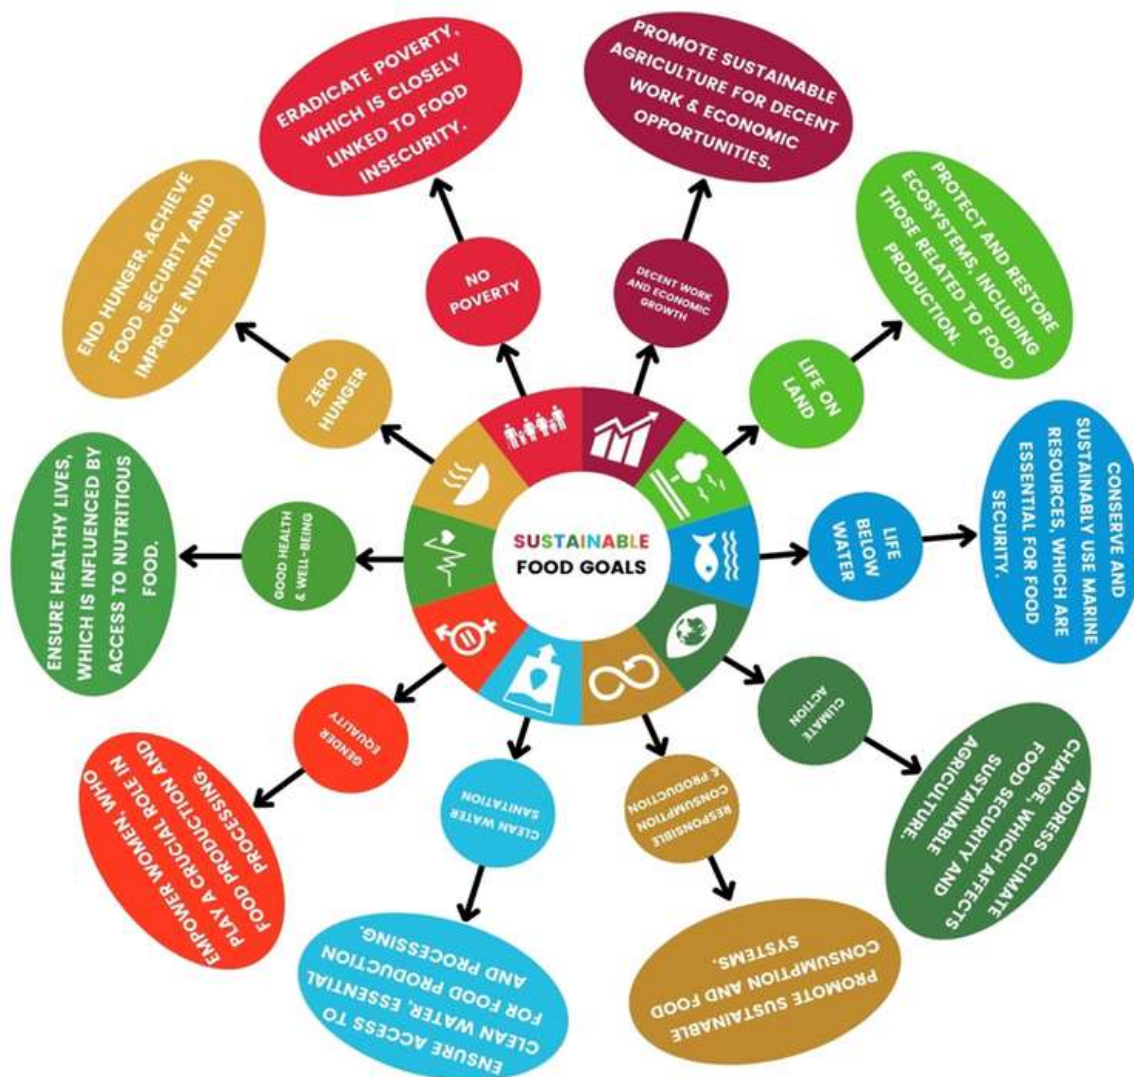 SUSTAINABLE
FOOD GOALS
NO
POVERTY
ERADICATE POVERTY,
WHICH IS CLOSELY
LINKED TO FOOD
INSECURITY.
DECENT WORK
AND ECONOMIC
GROWTH
PROMOTE SUSTAINABLE
AGRICULTURE FOR DECENT
WORK & ECONOMIC
OPPORTUNITIES.
LIFE ON
LAND
PROTECT AND RESTORE
ECOSYSTEMS, INCLUDING
THOSE RELATED TO FOOD
PRODUCTION.
LIFE
BELOW
WATER
CONSERVE AND
SUSTAINABLY USE MARINE
RESOURCES, WHICH ARE
ESSENTIAL FOR FOOD
SECURITY.
CLIMATE
ACTION
ADDRESS CLIMATE
CHANGE, WHICH AFFECTS
FOOD SECURITY AND
SUSTAINABLE
AGRICULTURE.
RESPONSIBLE
CONSUMPTION
& PRODUCTION
PROMOTE SUSTAINABLE
CONSUMPTION AND FOOD
SYSTEMS.
CLEAN WATER
SANITATION
ENSURE ACCESS TO
CLEAN WATER, ESSENTIAL
FOR FOOD PRODUCTION
AND PROCESSING.
GENDER
EQUALITY
EMPOWER WOMEN, WHO
PLAY A CRUCIAL ROLE IN
FOOD PRODUCTION AND
PROCESSING.
GOOD HEALTH
& WELL-BEING
ENSURE HEALTHY LIVES,
WHICH IS INFLUENCED BY
ACCESS TO NUTRITIOUS
FOOD.
ZERO
HUNGER
END HUNGER, ACHIEVE
FOOD SECURITY AND
IMPROVE NUTRITION.